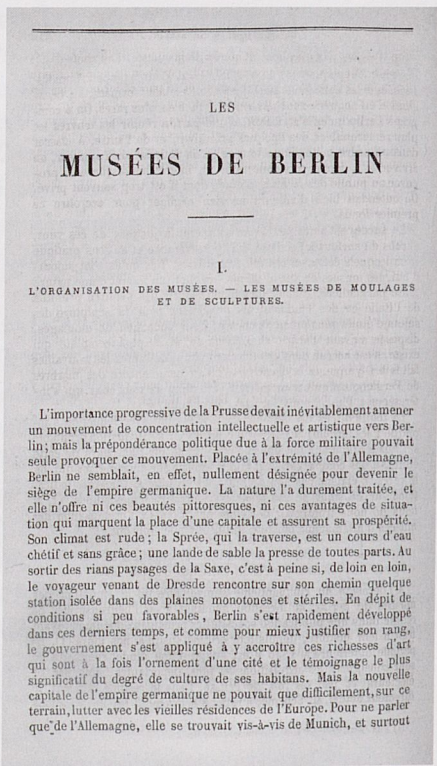 LES
MUSÉES DE BERLIN
I.
L'ORGANISATION DES MUSÉES. — LES MUSÉES DE MOULAGES
ET DE SCULPTURES.
L'importance progressive de la Prusse devait inévitablement amener
un mouvement de concentration intellectuelle et artistique vers Ber-
lin; mais la prépondérance politique due à la force militaire pouvait
seule provoquer ce mouvement. Placée à l'extrémité de l'Allemagne,
Berlin ne semblait, en effet, nullement désignée pour devenir le
siège de l'empire germanique. La nature l'a durement traitée, et
elle n'offre ni ces beautés pittoresques, ni ces avantages de situa-
tion qui marquent la place d'une capitale et assurent sa prospérité.
Son climat est rude; la Sprée, qui la traverse, est un cours d'eau
chétif et sans grâce; une lande de sable la presse de toutes parts. Au
sortir des rians paysages de la Saxe, c'est à peine si, de loin en loin,
le voyageur venant de Dresde rencontre sur son chemin quelque
station isolée dans des plaines monotones et stériles. En dépit de
conditions si peu favorables, Berlin s'est rapidement développé
dans ces derniers temps, et comme pour mieux justifier son rang,
le gouvernement s'est appliqué à y accroître ces richesses d'art
qui sont à la fois l'ornement d'une cité et le témoignage le plus
significatif du degré de culture de ses habitans. Mais la nouvelle
capitale de l'empire germanique ne pouvait que difficilement, sur ce
terrain, lutter avec les vieilles résidences de l'Europe. Pour ne parler
que de l'Allemagne, elle se trouvait vis-à-vis de Munich, et surtout